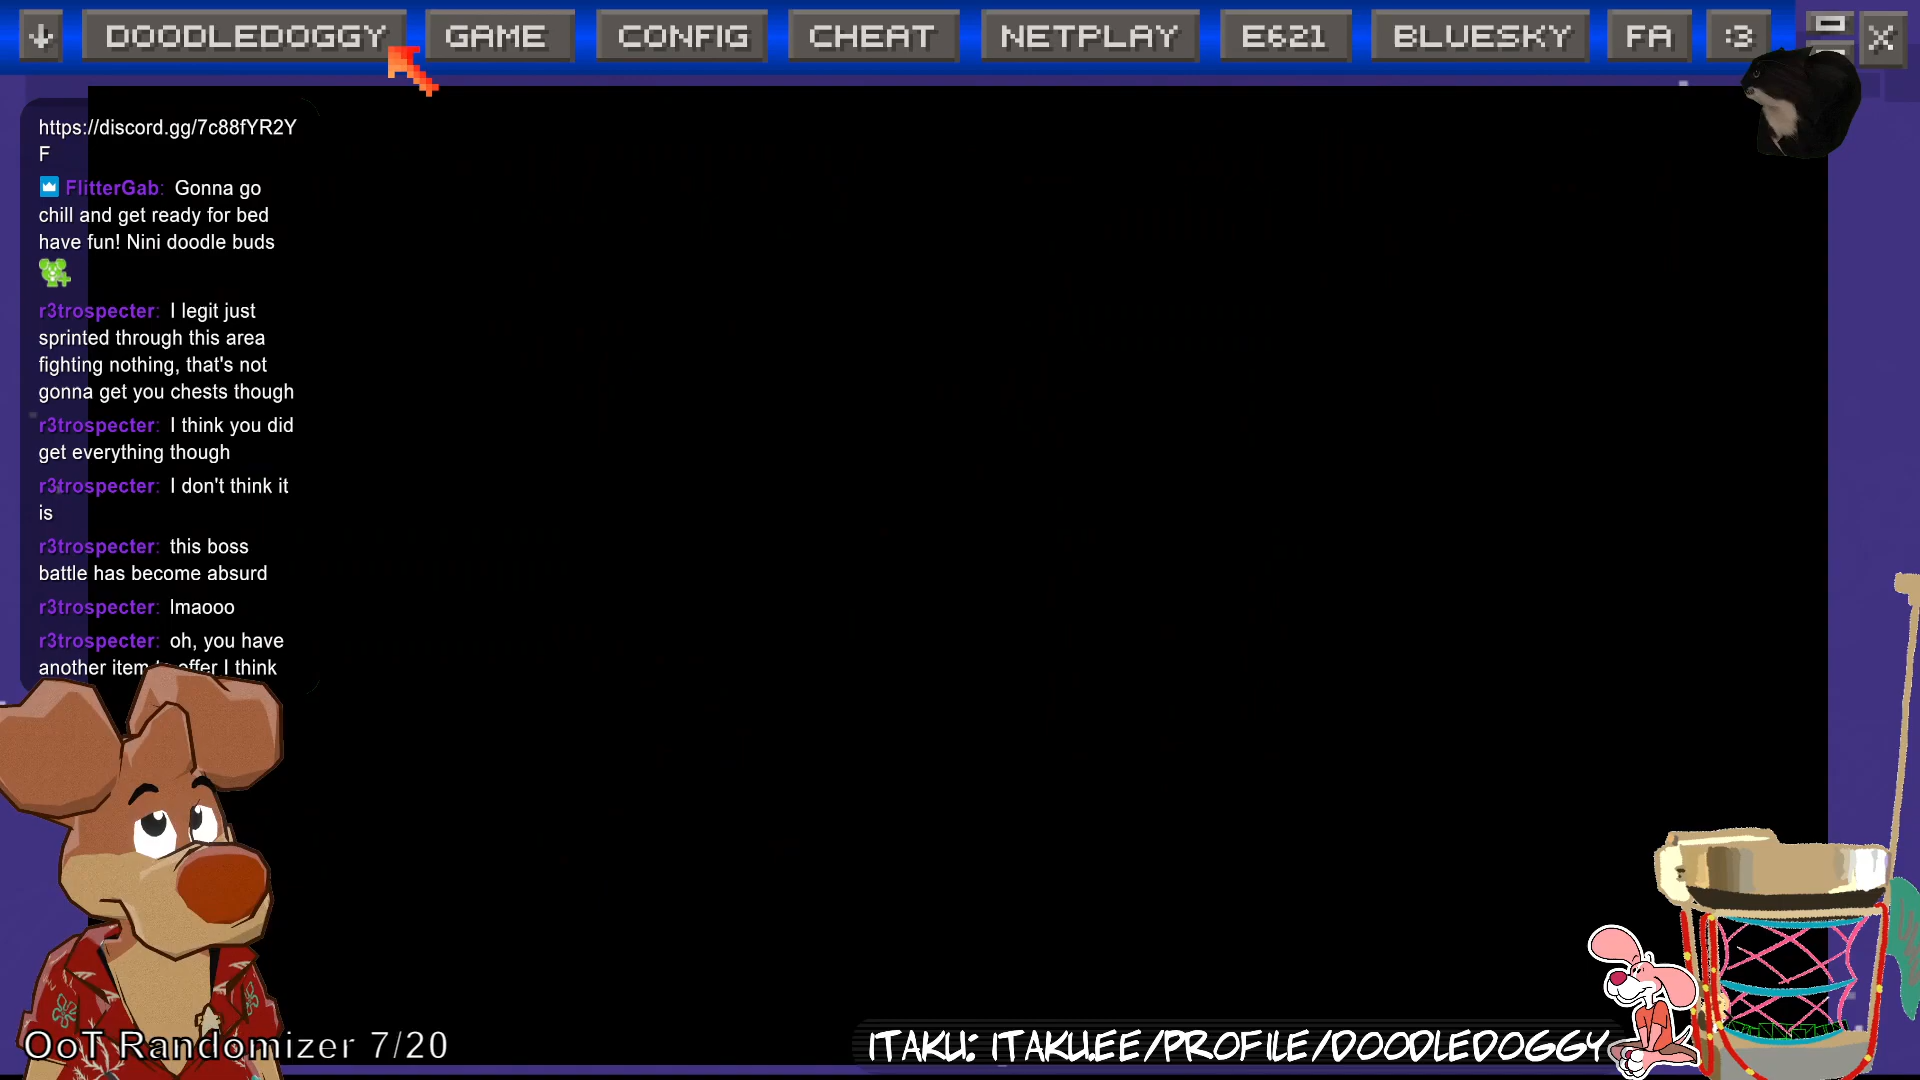 DOODLEDOGGY GAME CONFIG CHEAT NETPLAY E621 BLUESKY FA :3 X
https://discord.gg/7c88fYR2Y
F
FlitterGab: Gonna go
chill and get ready for bed
have fun! Nini doodle buds
r3trospecter: I legit just
sprinted through this area
fighting nothing, that's not
gonna get you chests though
r3trospecter: I think you did
get everything though
r3trospecter: I don't think it
is
r3trospecter: this boss
battle has become absurd
r3trospecter: lmaooo
r3trospecter: oh, you have
another item to offer I think
OoT Randomizer 7/20
ITAKU: ITAKU.EE/PROFILE/DOODLEDOGGY